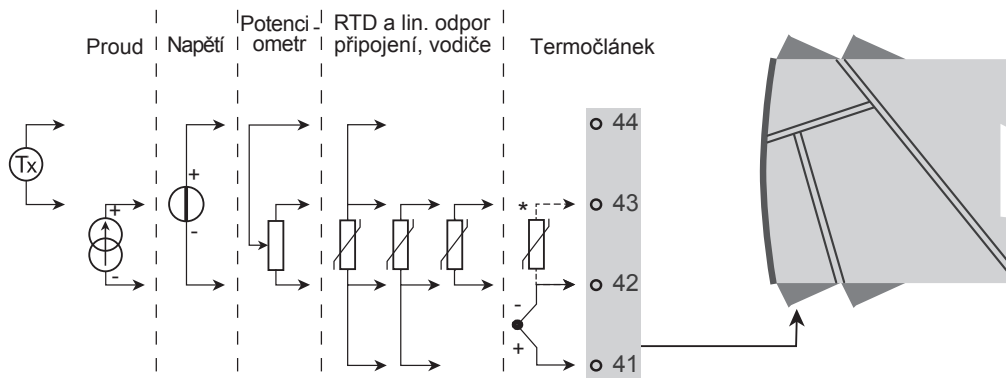 Proud
Napětí
Potenci -
ometr
RTD a lin. odpor
připojení, vodiče
Termočlánek
Tx
+
-
+
-
*
-
+
44
43
42
41